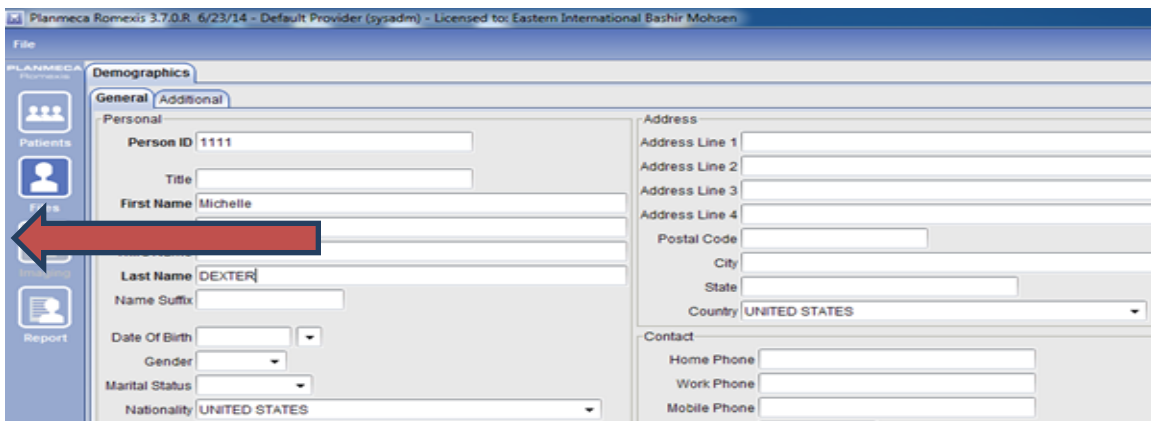 Planmeca Romexis 3.7.0.R 6/23/14 - Default Provider (sysadm) - Licensed to: Eastern International Bashir Mohsen
File
PLANMECA
Romexis
Patients
Files
Imaging
Report
Demographics
General Additional
Personal
Person ID 1111
Title
First Name Michelle
Last Name DEXTER
Name Suffix
Date Of Birth
Gender
Marital Status
Nationality UNITED STATES
Address
Address Line 1
Address Line 2
Address Line 3
Address Line 4
Postal Code
City
State
Country UNITED STATES
Contact
Home Phone
Work Phone
Mobile Phone